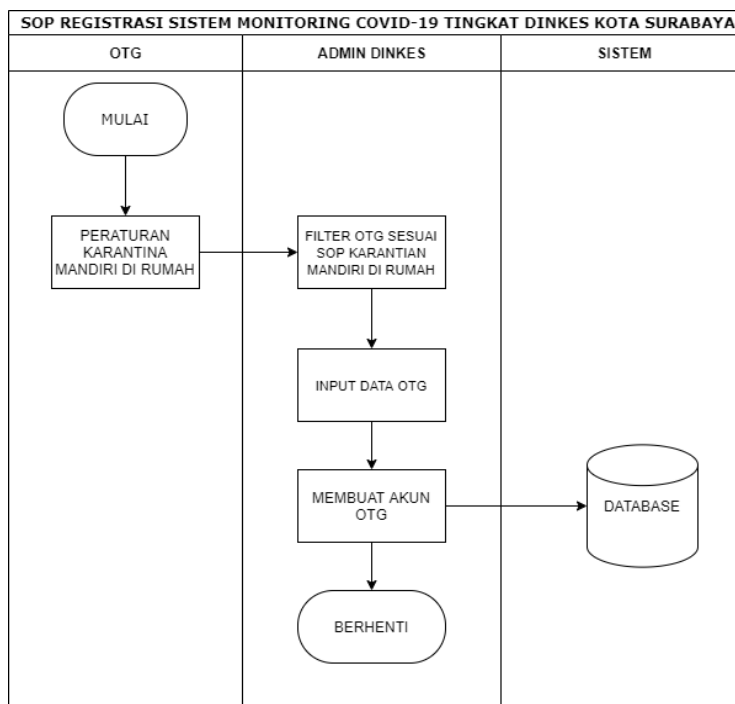 SOP REGISTRASI SISTEM MONITORING COVID-19 TINGKAT DINKES KOTA SURABAYA
OTG
ADMIN DINKES
SISTEM
MULAI
PERATURAN
KARANTINA
MANDIRI DI RUMAH
FILTER OTG SESUAI
SOP KARANTIAN
MANDIRI DI RUMAH
INPUT DATA OTG
MEMBUAT AKUN
OTG
DATABASE
BERHENTI